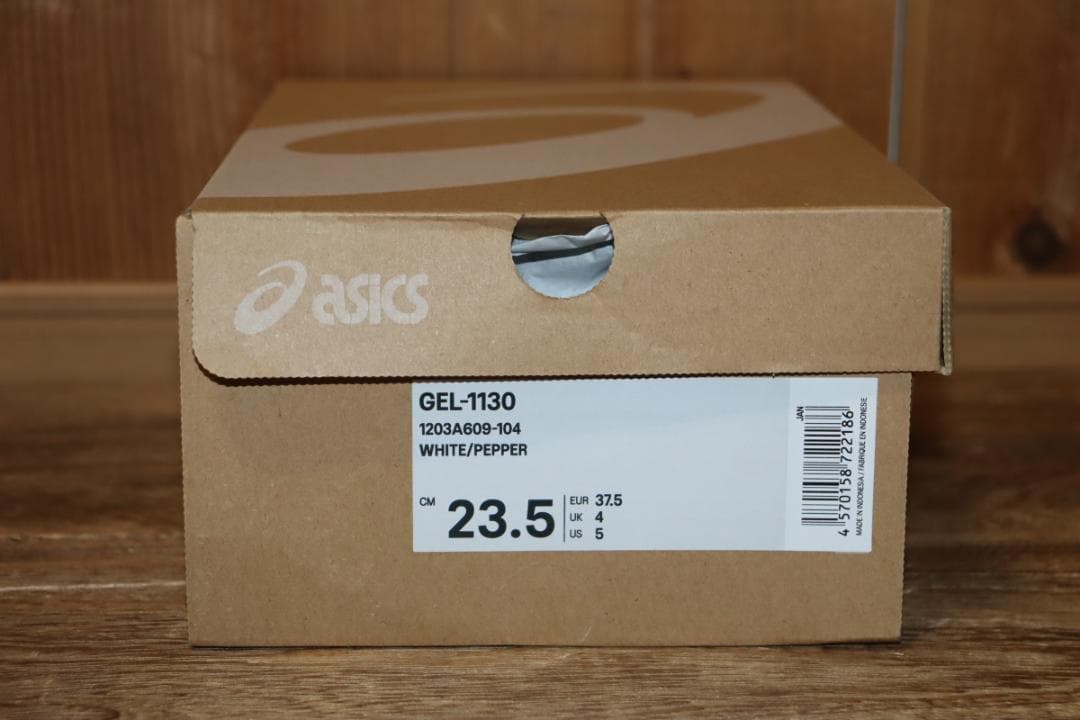 asics
GEL-1130
1203A609-104
WHITE/PEPPER
CM 23.5
EUR 37.5
UK 4
US 5
JAN
4 570158 722186
MADE IN INDONESIA / FABRIQUE EN INDONESIE